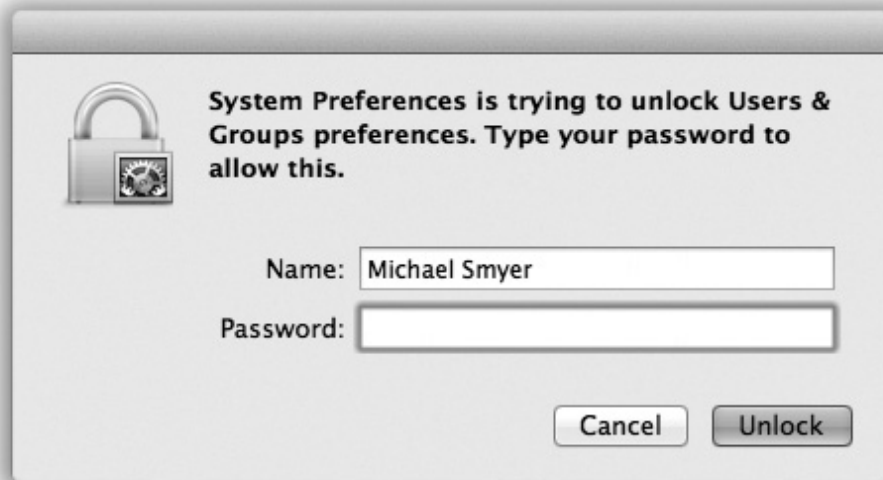 System Preferences is trying to unlock Users &
Groups preferences. Type your password to
allow this.
Name: Michael Smyer
Password:
Cancel Unlock